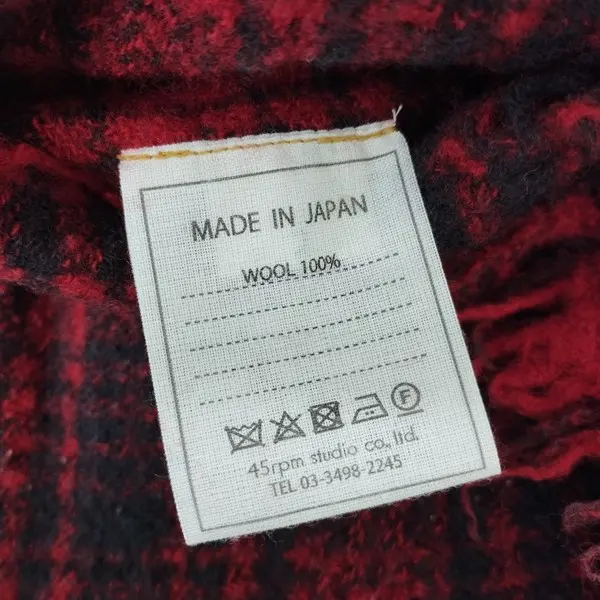 MADE IN JAPAN
WOOL 100%
F
45rpm studio co., ltd.
TEL 03-3498-2245